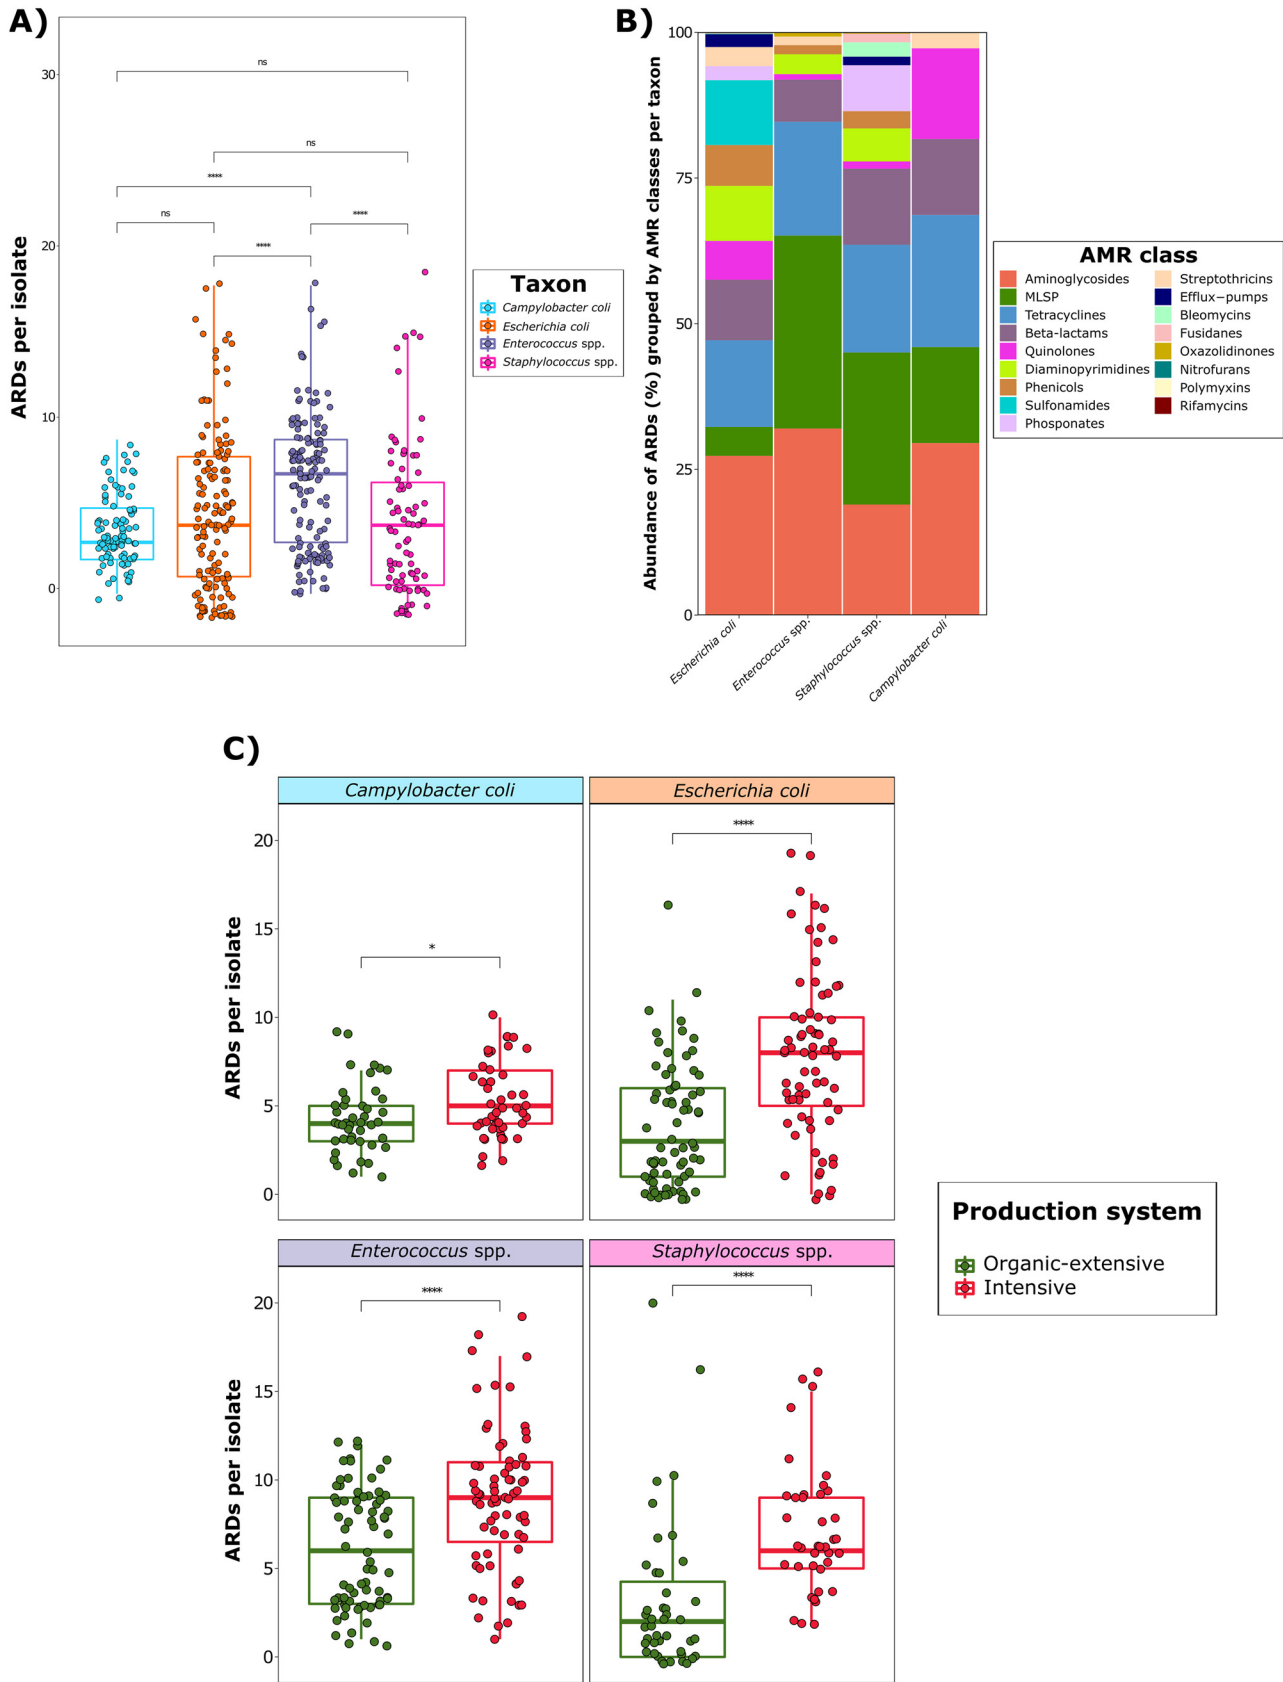 A)
ARDs per isolate
30
20
10
0
ns
ns
****
ns
****
****
Taxon
Campylobacter coli
Escherichia coli
Enterococcus spp.
Staphylococcus spp.
B)
Abundance of ARDs (%) grouped by AMR classes per taxon
100
75
50
25
0
Escherichia coli
Enterococcus spp.
Staphylococcus spp.
Campylobacter coli
AMR class
Aminoglycosides
MLSP
Tetracyclines
Beta-lactams
Quinolones
Diaminopyrimidines
Phenicols
Sulfonamides
Phosponates
Streptothricins
Efflux−pumps
Bleomycins
Fusidanes
Oxazolidinones
Nitrofurans
Polymyxins
Rifamycins
C)
Campylobacter coli
Escherichia coli
ARDs per isolate
20
15
10
5
0
*
****
Enterococcus spp.
Staphylococcus spp.
ARDs per isolate
20
15
10
5
0
****
****
Production system
Organic-extensive
Intensive